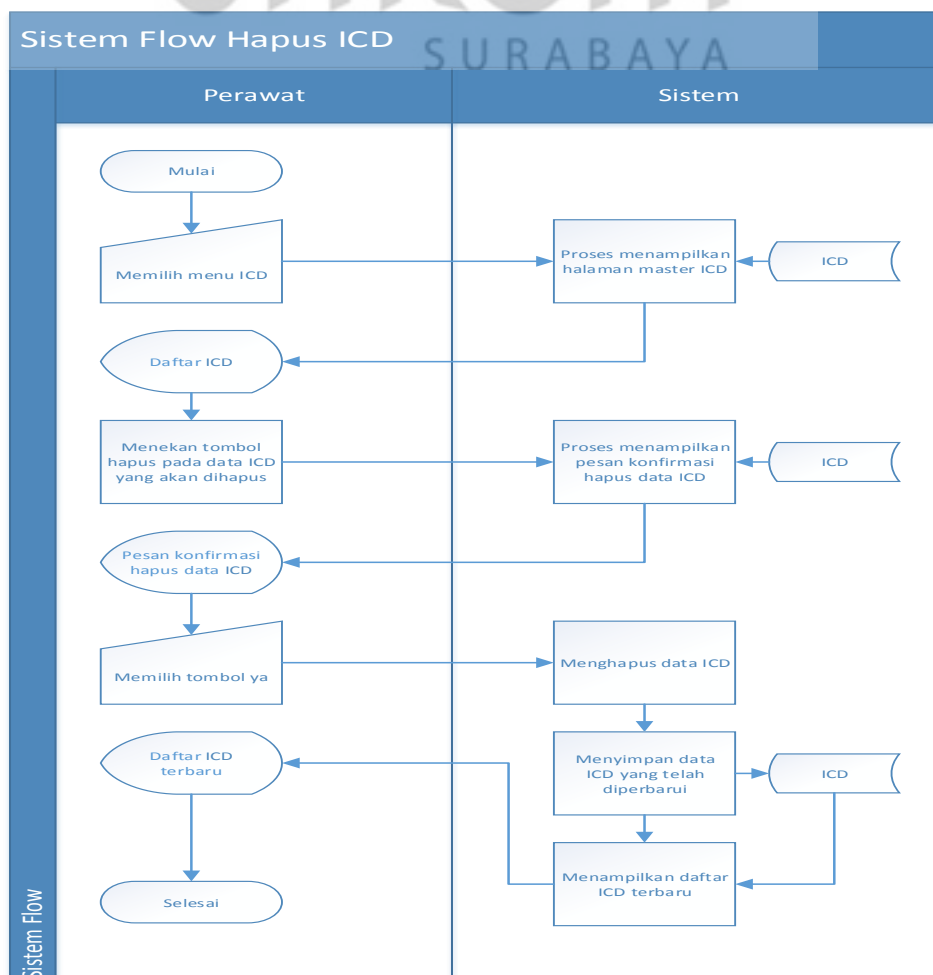 Sistem Flow Hapus ICD
SURABAYA
Perawat
Sistem
Mulai
Memilih menu ICD
Proses menampilkan
halaman master ICD
ICD
Daftar ICD
Menekan tombol
hapus pada data ICD
yang akan dihapus
Proses menampilkan
pesan konfirmasi
hapus data ICD
ICD
Pesan konfirmasi
hapus data ICD
Memilih tombol ya
Menghapus data ICD
Daftar ICD
terbaru
Menyimpan data
ICD yang telah
diperbarui
ICD
Menampilkan daftar
ICD terbaru
Selesai
Sistem Flow